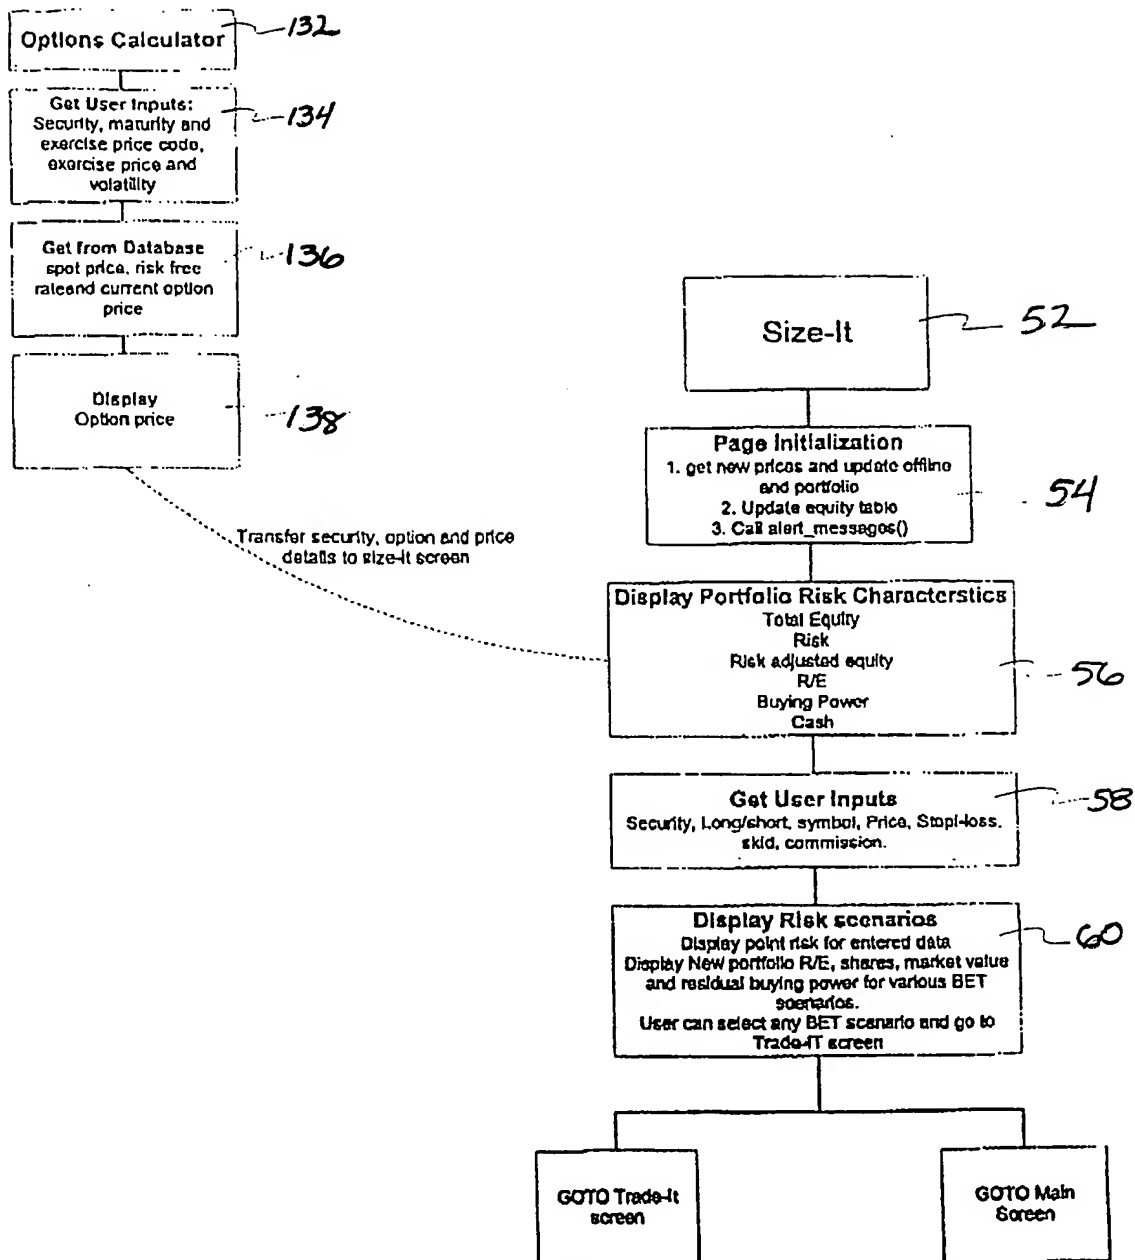 Options Calculator
132
Get User Inputs:
Security, maturity and
exercise price code,
exercise price and
volatility
134
Get from Database
spot price, risk free
rateand current option
price
136
Display
Option price
138
Transfer security, option and price
details to size-it screen
Size-It
52
Page Initialization
1. get new prices and update offline
and portfolio
2. Update equity table
3. Call alert_messages()
54
Display Portfolio Risk Characterstics
Total Equity
Risk
Risk adjusted equity
R/E
Buying Power
Cash
56
Get User Inputs
Security, Long/short, symbol, Price, Stopl-loss,
skid, commission.
58
Display Risk scenarios
Display point risk for entered data
Display New portfolio R/E, shares, market value
and residual buying power for various BET
scenarios.
User can select any BET scenario and go to
Trade-IT screen
60
GOTO Trade-It
screen
GOTO Main
Screen